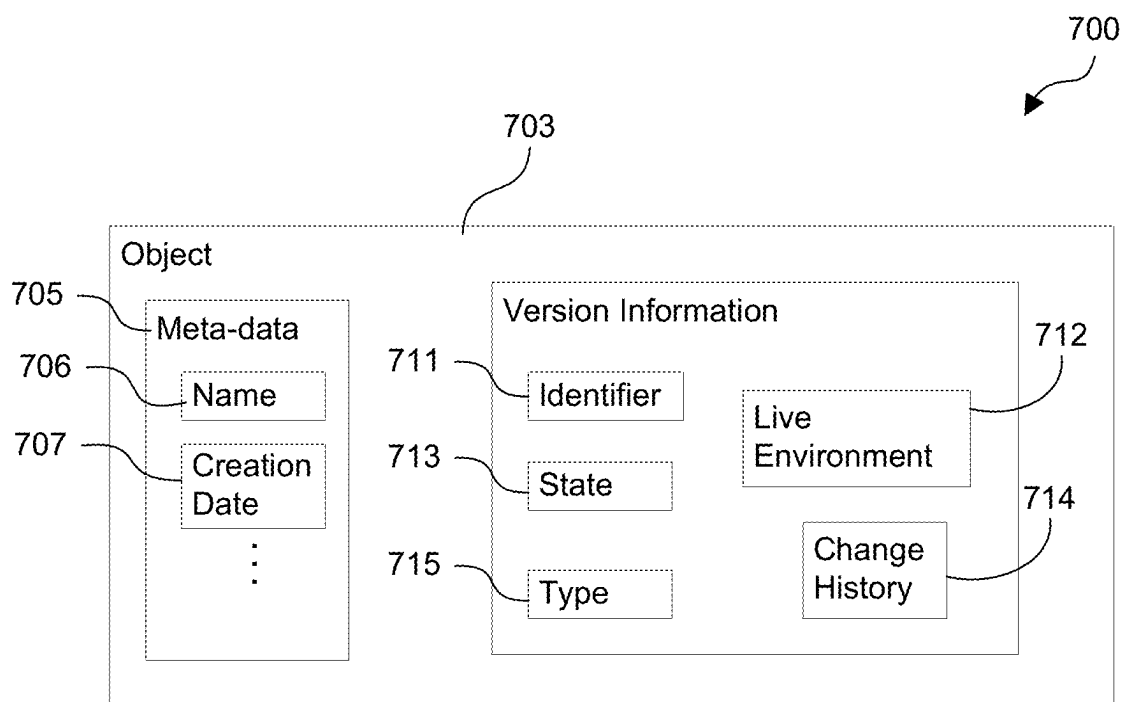 700
703
Object
705
Meta-data
706
Name
707
Creation
Date
Version Information
711
Identifier
712
Live
Environment
713
State
714
Change
History
715
Type